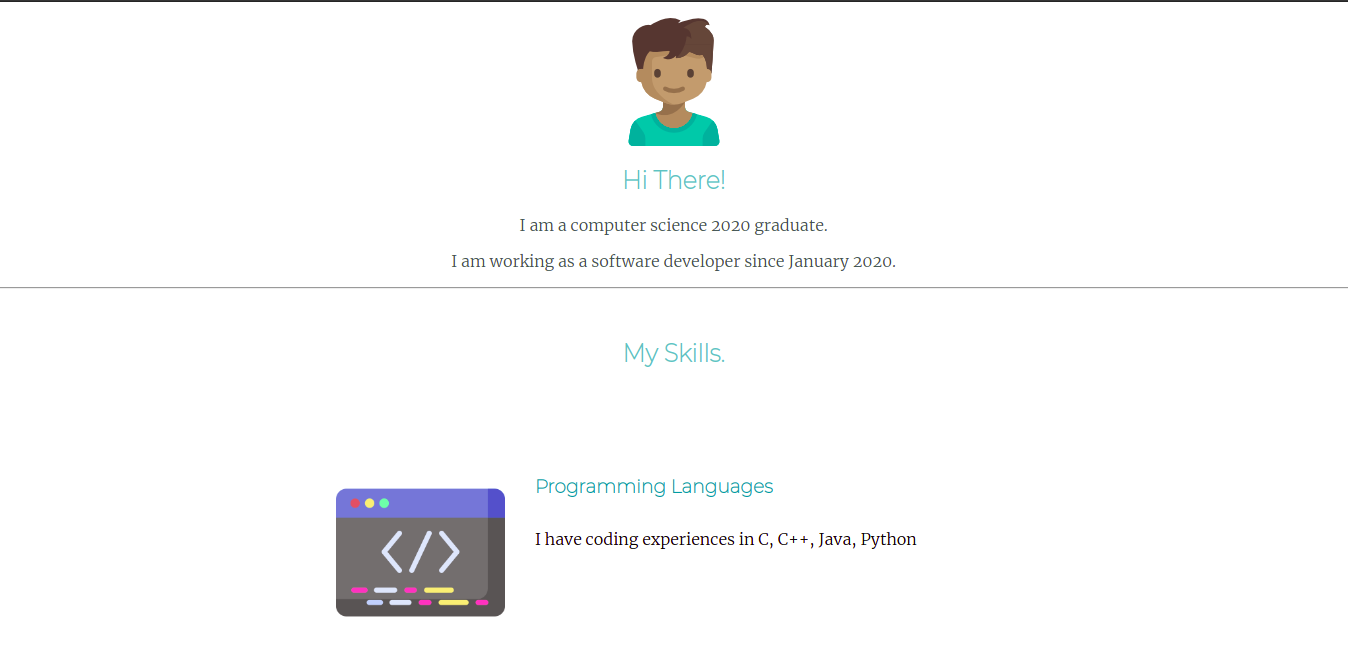 Hi There!
I am a computer science 2020 graduate.
I am working as a software developer since January 2020.
My Skills.
</>
Programming Languages
I have coding experiences in C, C++, Java, Python